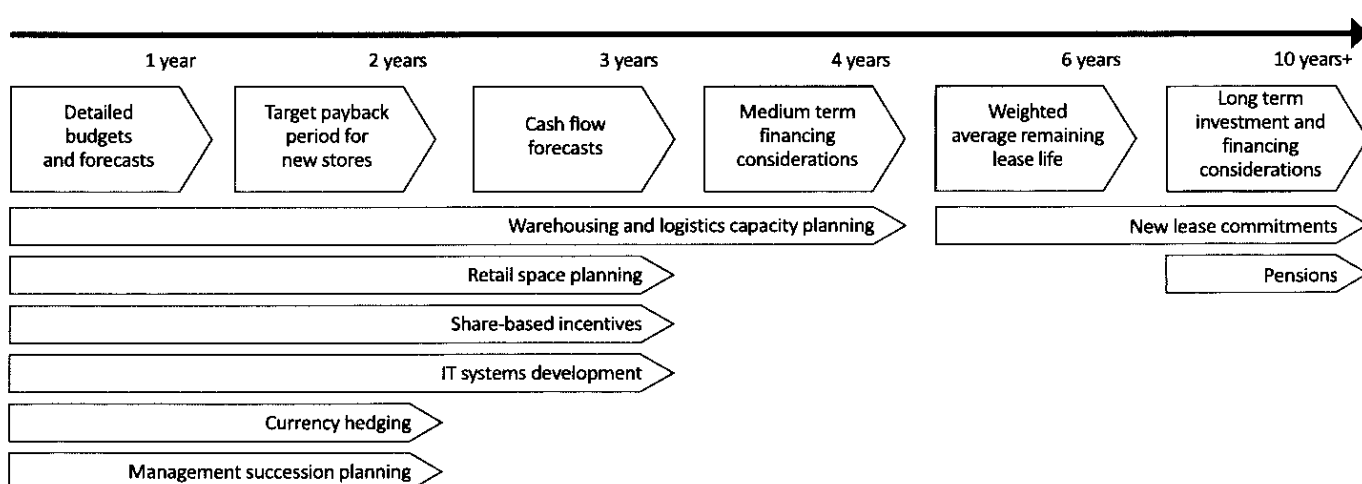 1 year
2 years
3 years
4 years
6 years
10 years+
Detailed
budgets
and forecasts
Target payback
period for
new stores
Cash flow
forecasts
Medium term
financing
considerations
Weighted
average remaining
lease life
Long term
investment and
financing
considerations
Warehousing and logistics capacity planning
New lease commitments
Retail space planning
Pensions
Share-based incentives
IT systems development
Currency hedging
Management succession planning